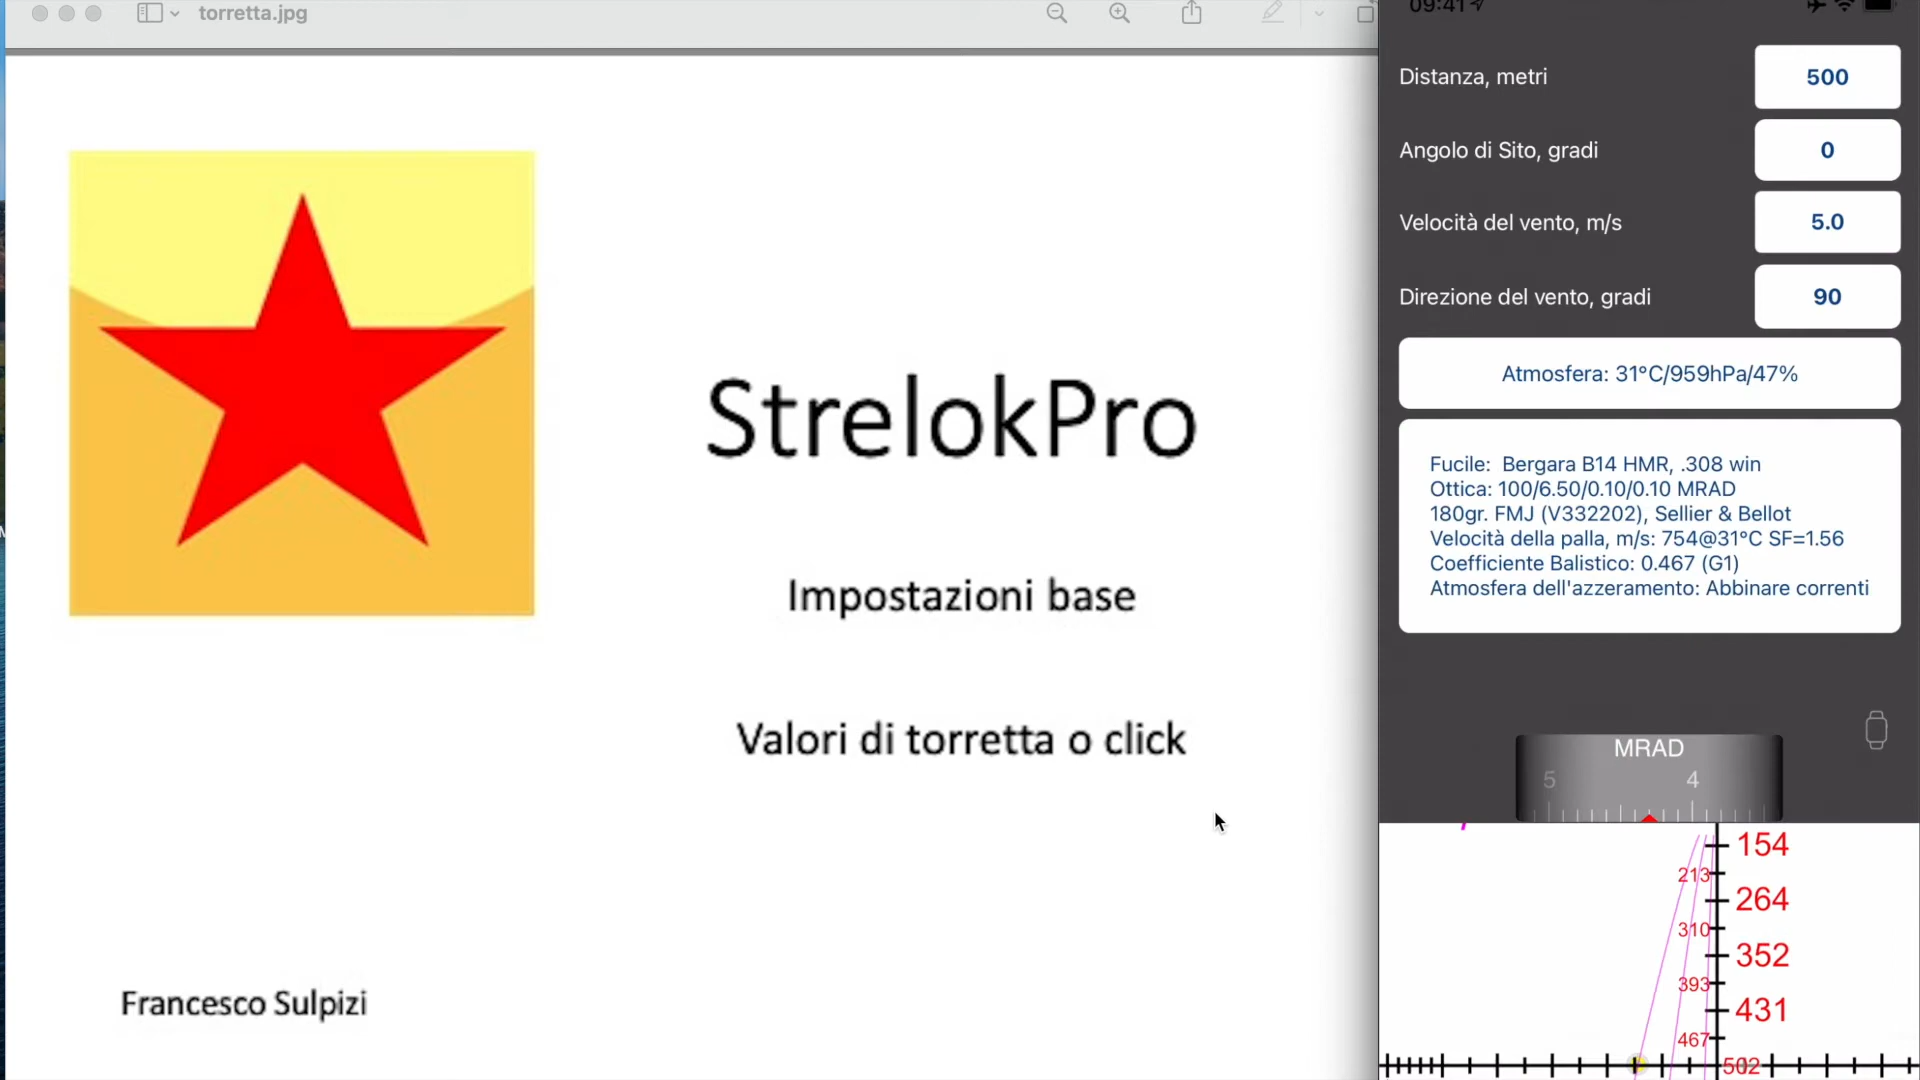 torretta.jpg
StrelokPro
Impostazioni base
Valori di torretta o click
Francesco Sulpizi
09:41
Distanza, metri 500
Angolo di Sito, gradi 0
Velocità del vento, m/s 5.0
Direzione del vento, gradi 90
Atmosfera: 31°C/959hPa/47%
Fucile: Bergara B14 HMR, .308 win
Ottica: 100/6.50/0.10/0.10 MRAD
180gr. FMJ (V332202), Sellier & Bellot
Velocità della palla, m/s: 754@31°C SF=1.56
Coefficiente Balistico: 0.467 (G1)
Atmosfera dell'azzeramento: Abbinare correnti
MRAD
5 4
154
213
264
310
352
393
431
467
502